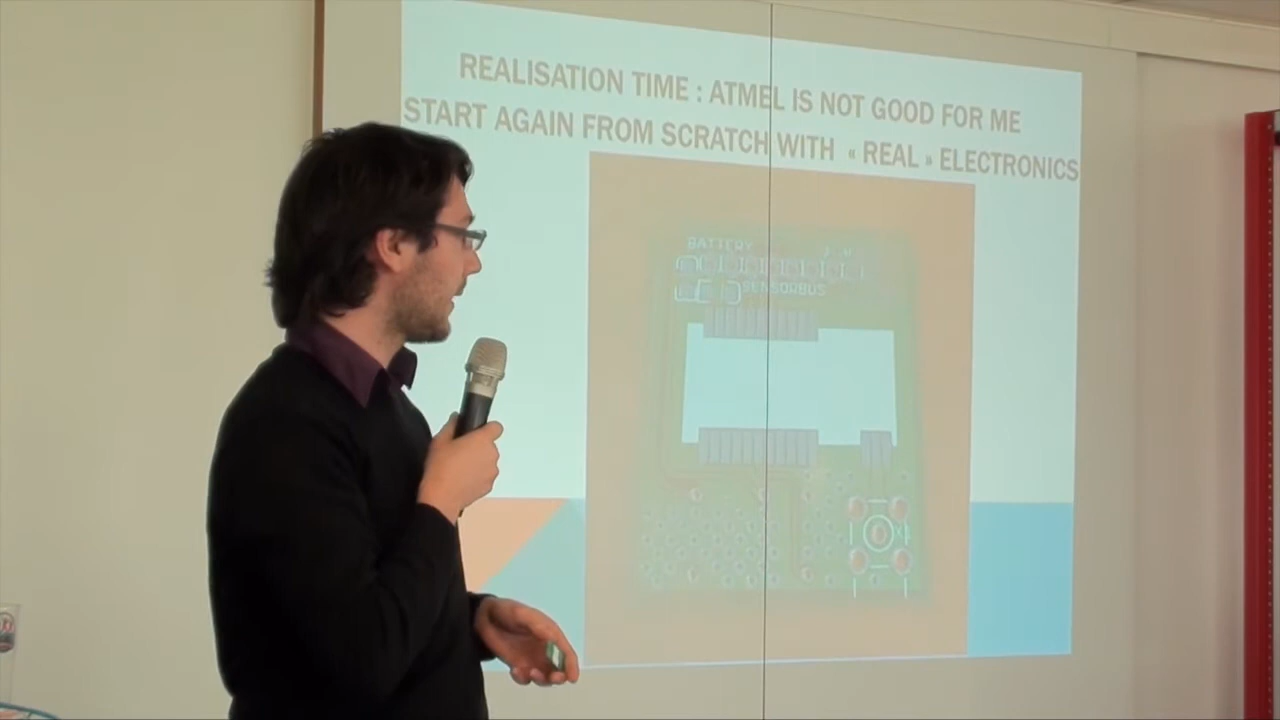 REALISATION TIME : ATMEL IS NOT GOOD FOR ME
START AGAIN FROM SCRATCH WITH « REAL » ELECTRONICS
BATTERY
SENSORBUS